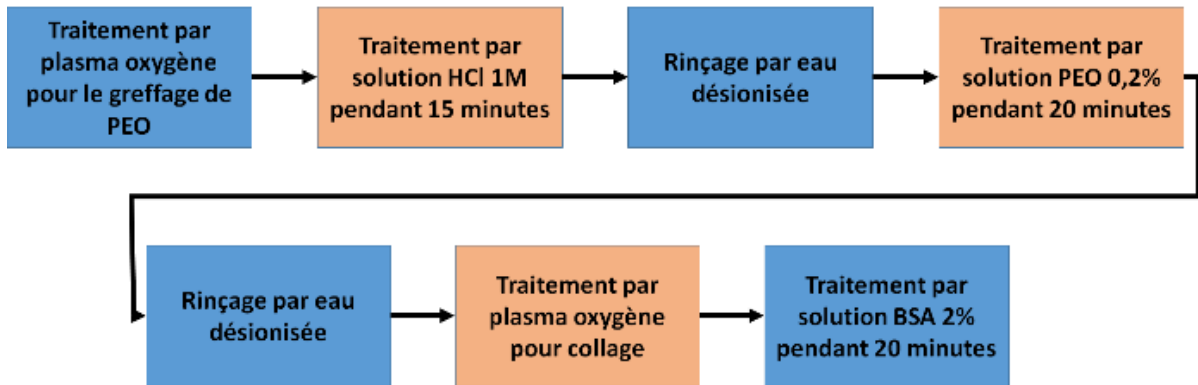 Traitement par
plasma oxygène
pour le greffage de
PEO
Traitement par
solution HCl 1M
pendant 15 minutes
Rinçage par eau
désionisée
Traitement par
solution PEO 0,2%
pendant 20 minutes
Rinçage par eau
désionisée
Traitement par
plasma oxygène
pour collage
Traitement par
solution BSA 2%
pendant 20 minutes